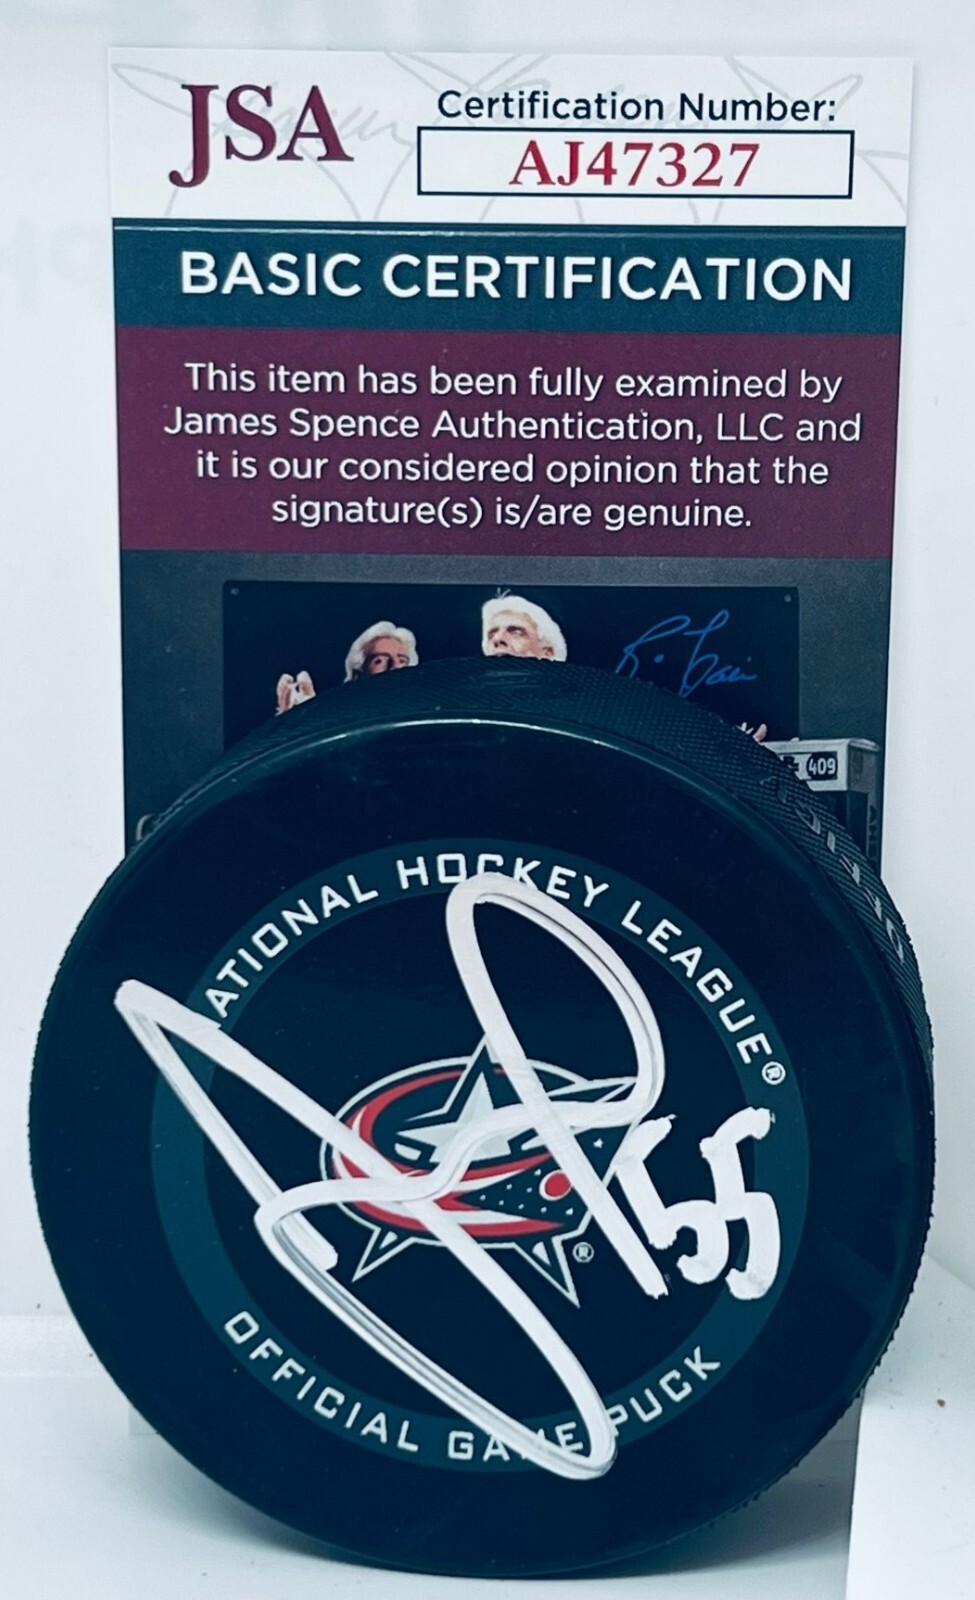 JSA
Certification Number:
AJ47327
BASIC CERTIFICATION
This item has been fully examined by
James Spence Authentication, LLC and
it is our considered opinion that the
signature(s) is/are genuine.
409
NATIONAL HOCKEY LEAGUE®
55
®
OFFICIAL GAME PUCK